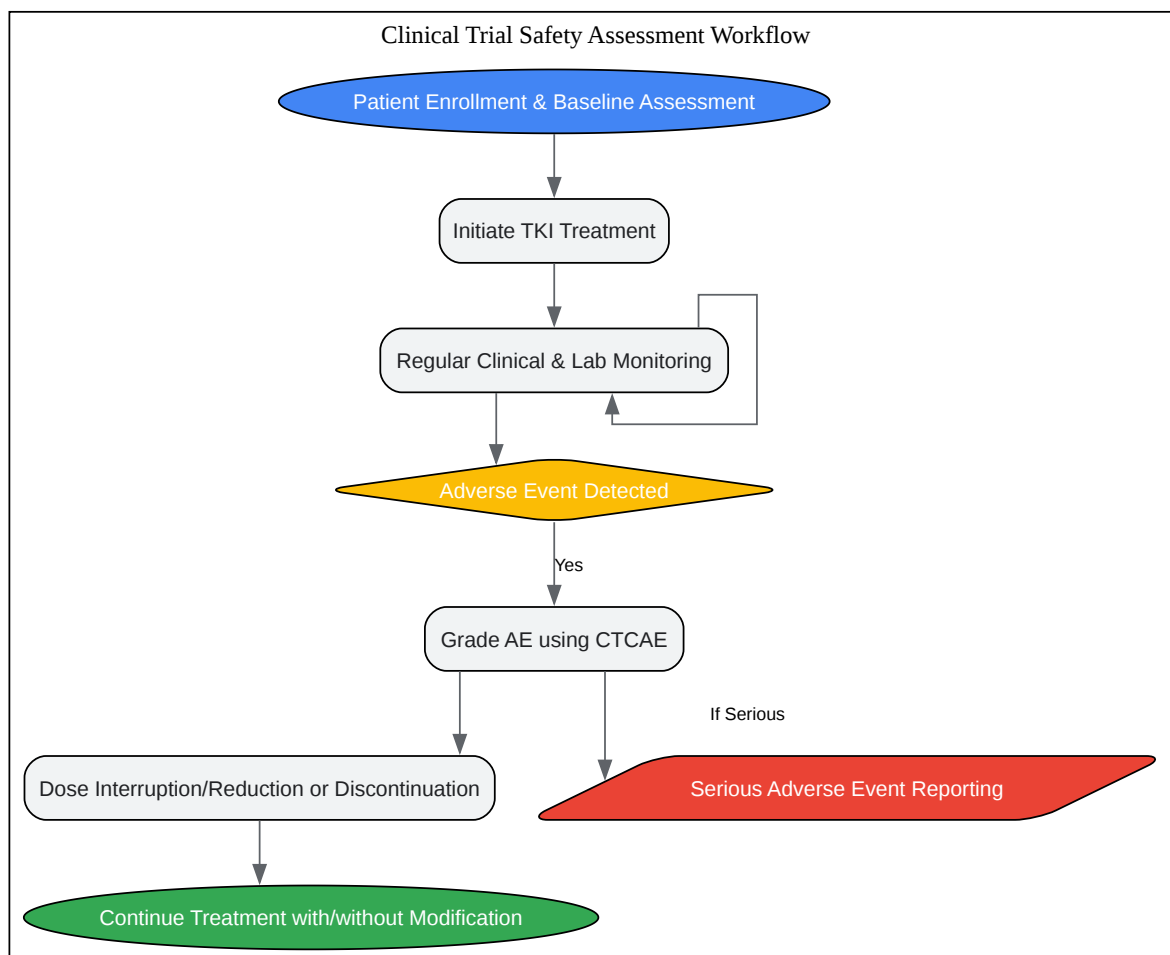 Clinical Trial Safety Assessment Workflow
Patient Enrollment & Baseline Assessment
Initiate TKI Treatment
Regular Clinical & Lab Monitoring
Adverse Event Detected
Yes
Grade AE using CTCAE
If Serious
Dose Interruption/Reduction or Discontinuation
Serious Adverse Event Reporting
Continue Treatment with/without Modification